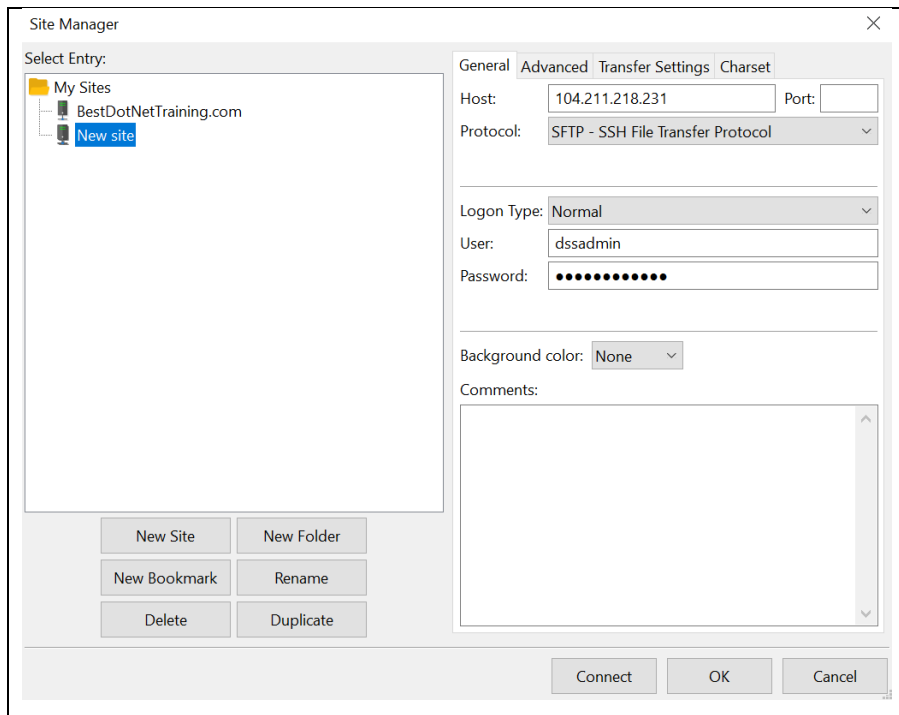 Site Manager
Select Entry:
My Sites
BestDotNetTraining.com
New site
New Site
New Folder
New Bookmark
Rename
Delete
Duplicate
General Advanced Transfer Settings Charset
Host: 104.211.218.231 Port:
Protocol: SFTP - SSH File Transfer Protocol
Logon Type: Normal
User: dssadmin
Password: ●●●●●●●●●●●●
Background color: None
Comments:
Connect OK Cancel